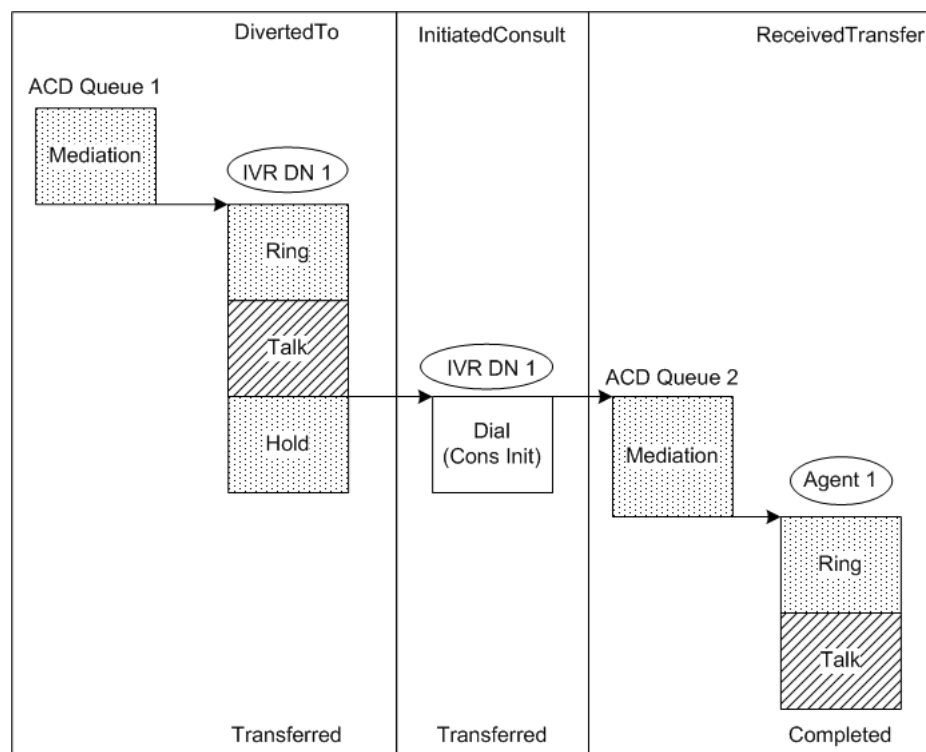 DivertedTo
InitiatedConsult
ReceivedTransfer
ACD Queue 1
Mediation
IVR DN 1
Ring
Talk
Hold
IVR DN 1
Dial
(Cons Init)
ACD Queue 2
Mediation
Agent 1
Ring
Talk
Transferred
Transferred
Completed